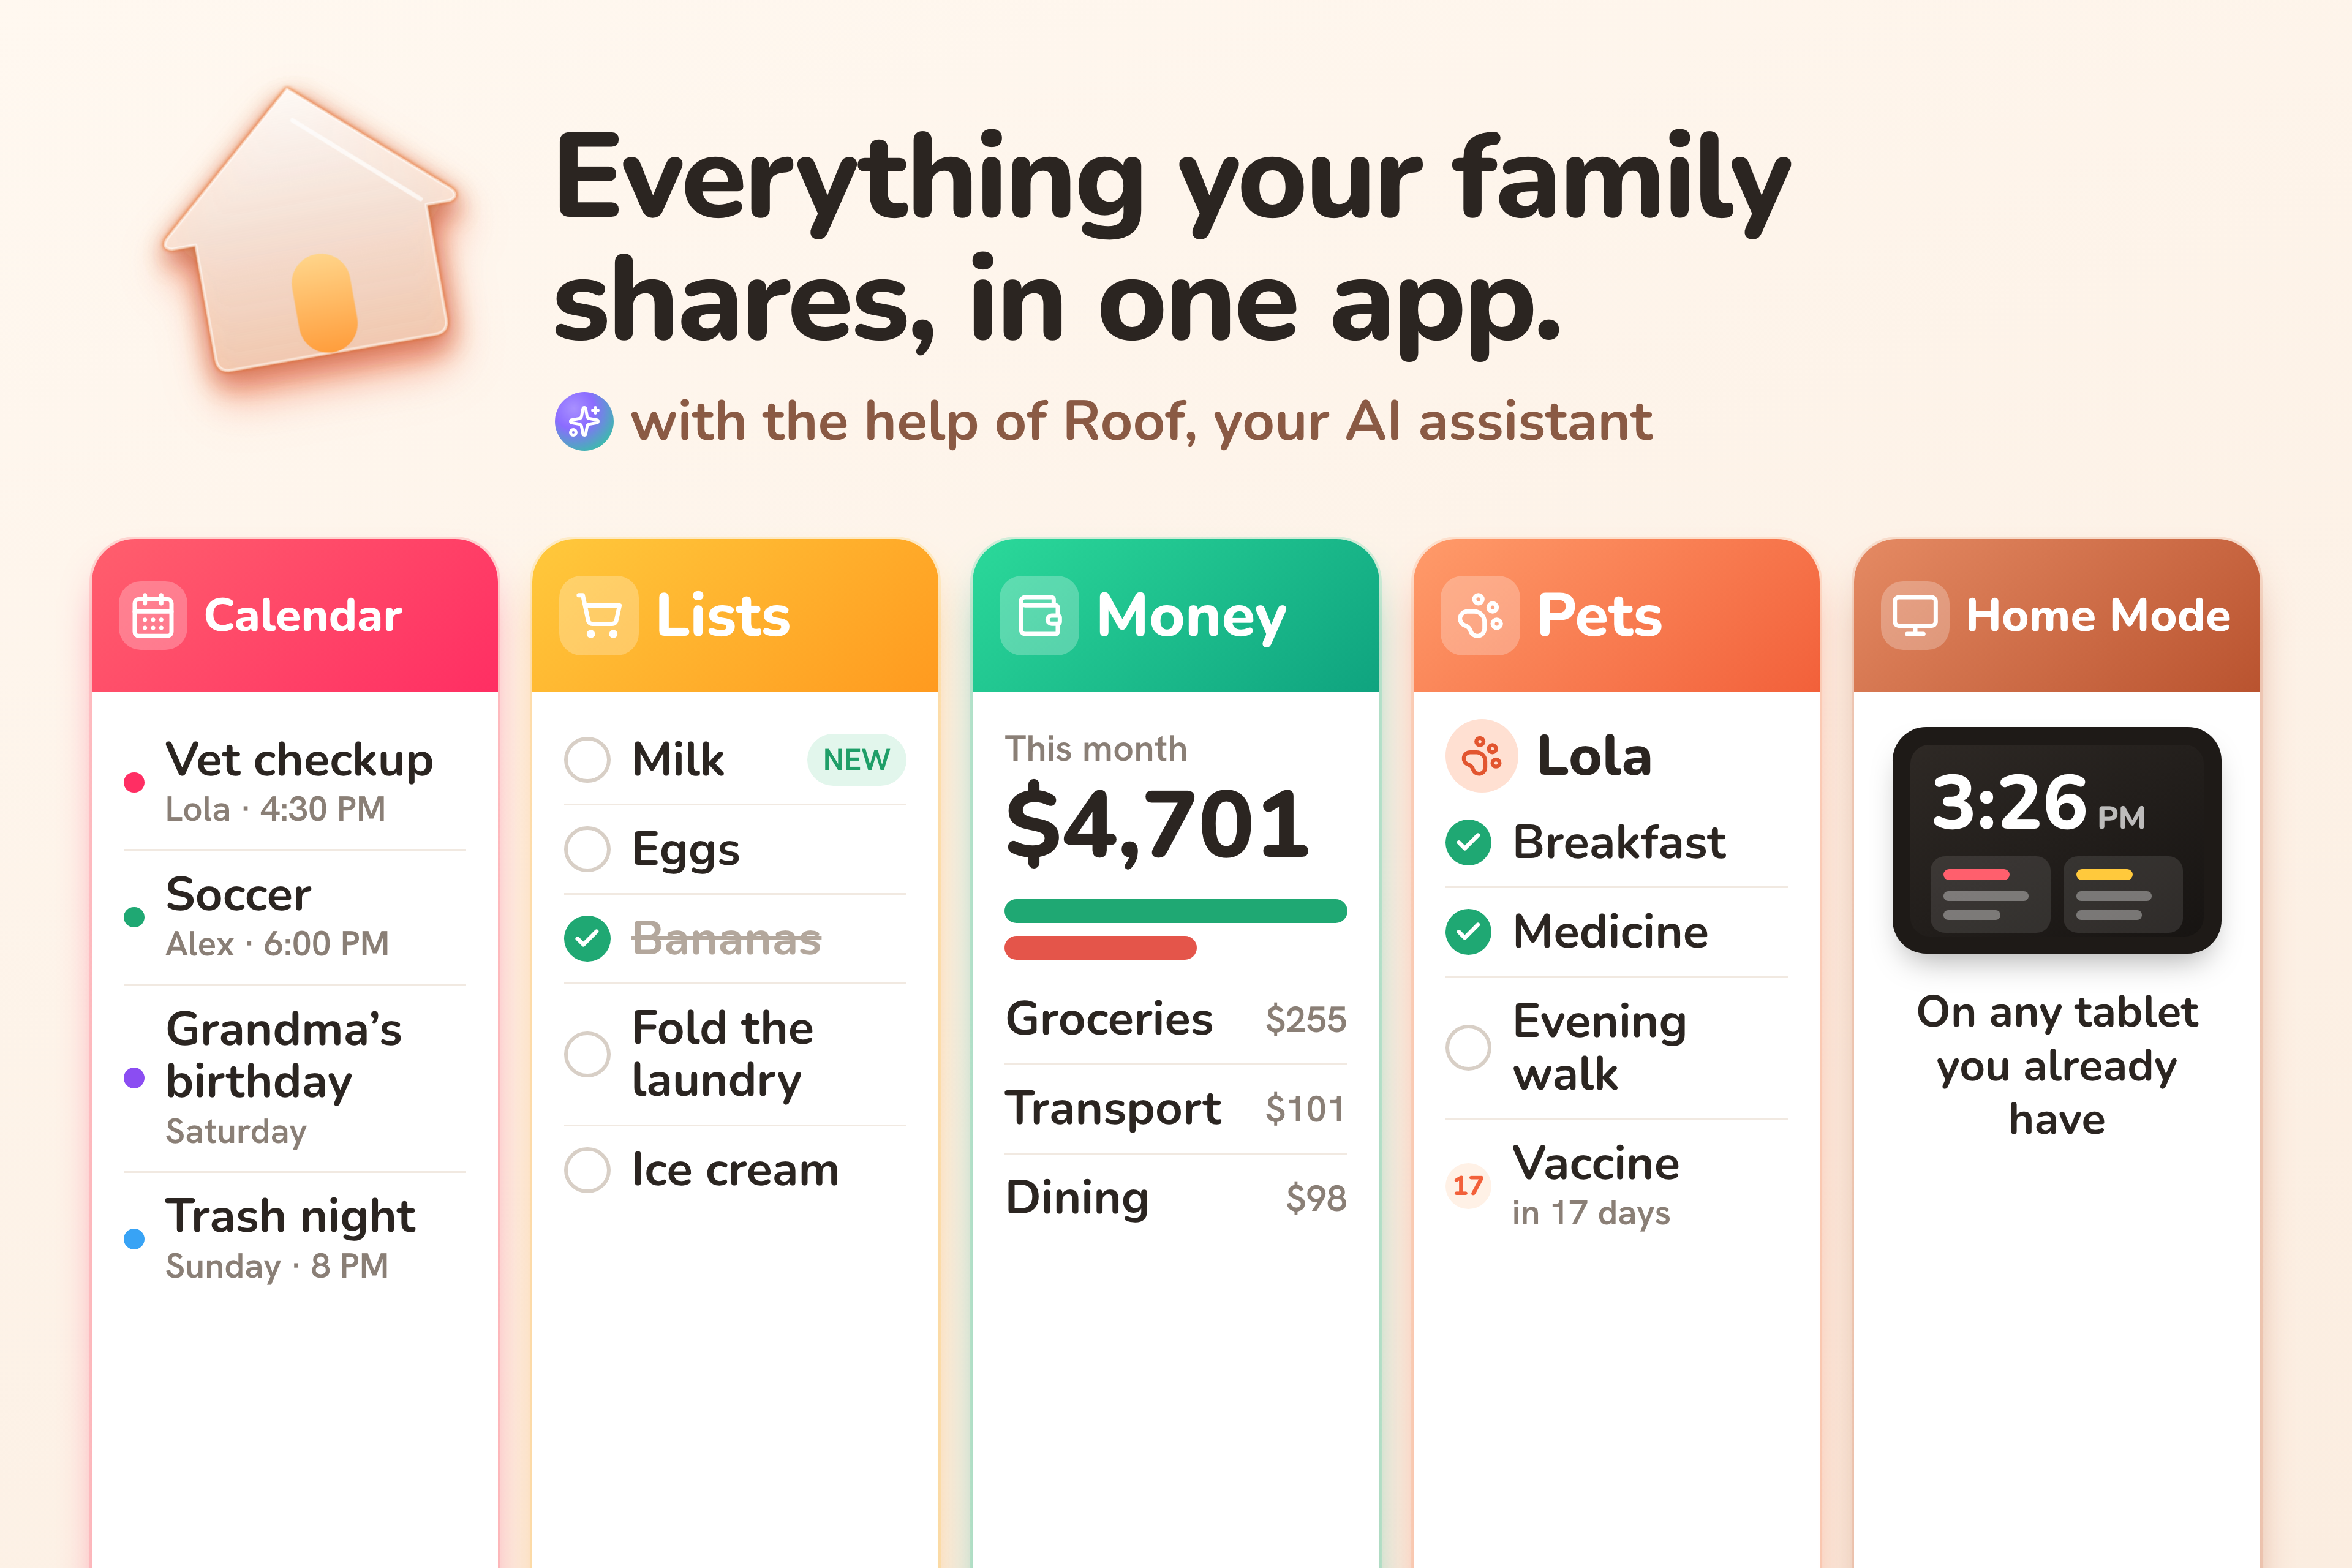 Everything your family
shares, in one app.
with the help of Roof, your AI assistant
Calendar
Vet checkup
Lola · 4:30 PM
Soccer
Alex · 6:00 PM
Grandma’s
birthday
Saturday
Trash night
Sunday · 8 PM
Lists
Milk NEW
Eggs
Bananas
Fold the
laundry
Ice cream
Money
This month
$4,701
Groceries $255
Transport $101
Dining $98
Pets
Lola
Breakfast
Medicine
Evening
walk
17 Vaccine
in 17 days
Home Mode
3:26 PM
On any tablet
you already
have